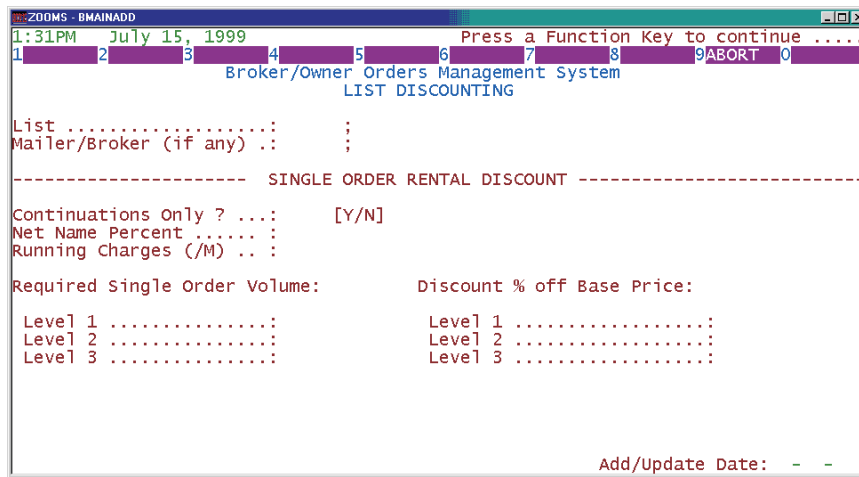 ZOOMS - BMAINADD
1:31PM July 15, 1999 Press a Function Key to continue .....
1 2 3 4 5 6 7 8 9ABORT 0
Broker/Owner Orders Management System
LIST DISCOUNTING
List ...................: ;
Mailer/Broker (if any) .: ;
---------------------- SINGLE ORDER RENTAL DISCOUNT ---------------------------
Continuations Only ? ...: [Y/N]
Net Name Percent ...... :
Running Charges (/M) .. :
Required Single Order Volume: Discount % off Base Price:
Level 1 ...............: Level 1 ..................:
Level 2 ...............: Level 2 ..................:
Level 3 ...............: Level 3 ..................:
Add/Update Date: - -